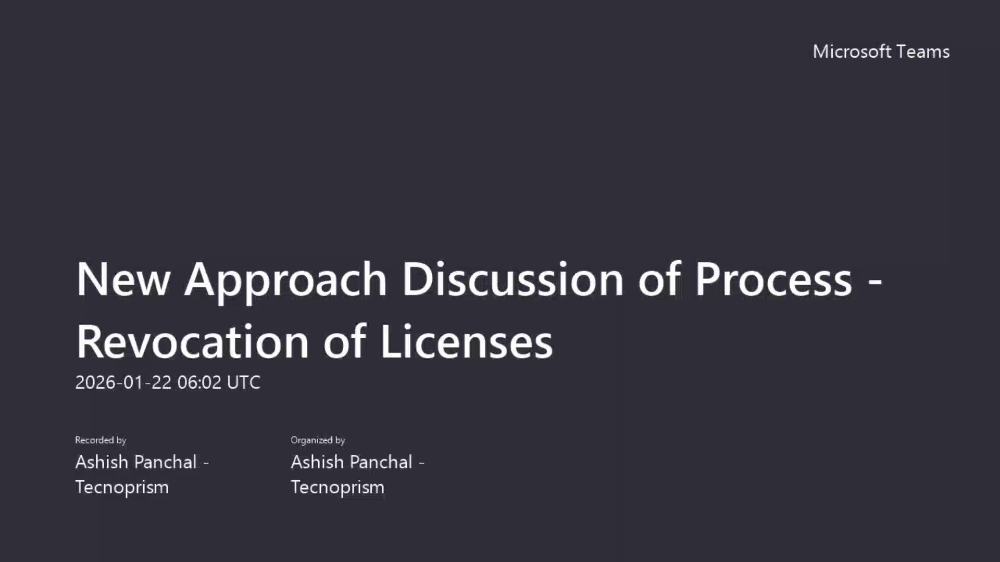 Microsoft Teams
New Approach Discussion of Process -
Revocation of Licenses
2026-01-22 06:02 UTC
Recorded by
Ashish Panchal -
Tecnoprism
Organized by
Ashish Panchal -
Tecnoprism